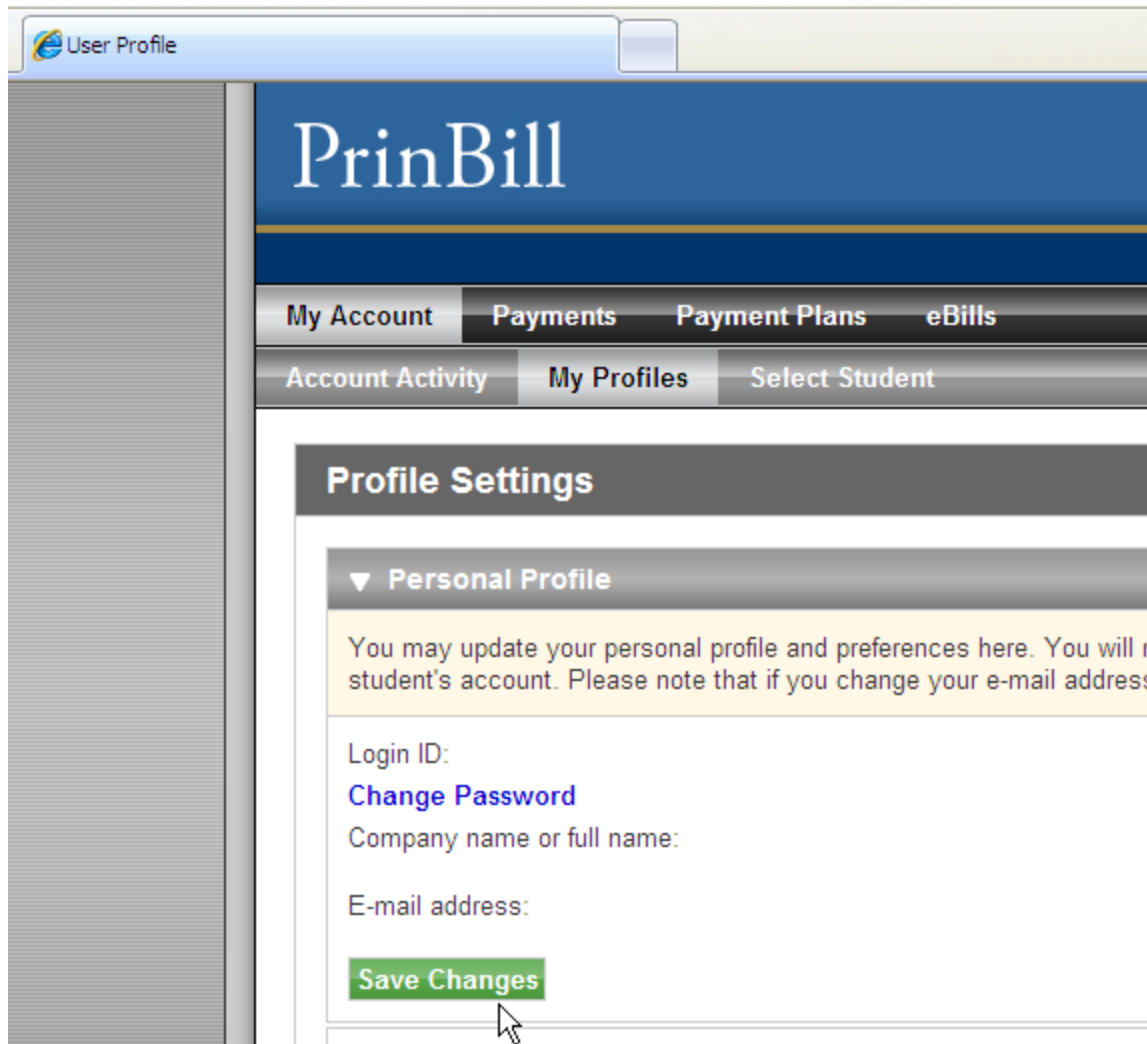 User Profile
PrinBill
My Account Payments Payment Plans eBills
Account Activity My Profiles Select Student
Profile Settings
Personal Profile
You may update your personal profile and preferences here. You will
student's account. Please note that if you change your e-mail address
Login ID:
Change Password
Company name or full name:
E-mail address:
Save Changes